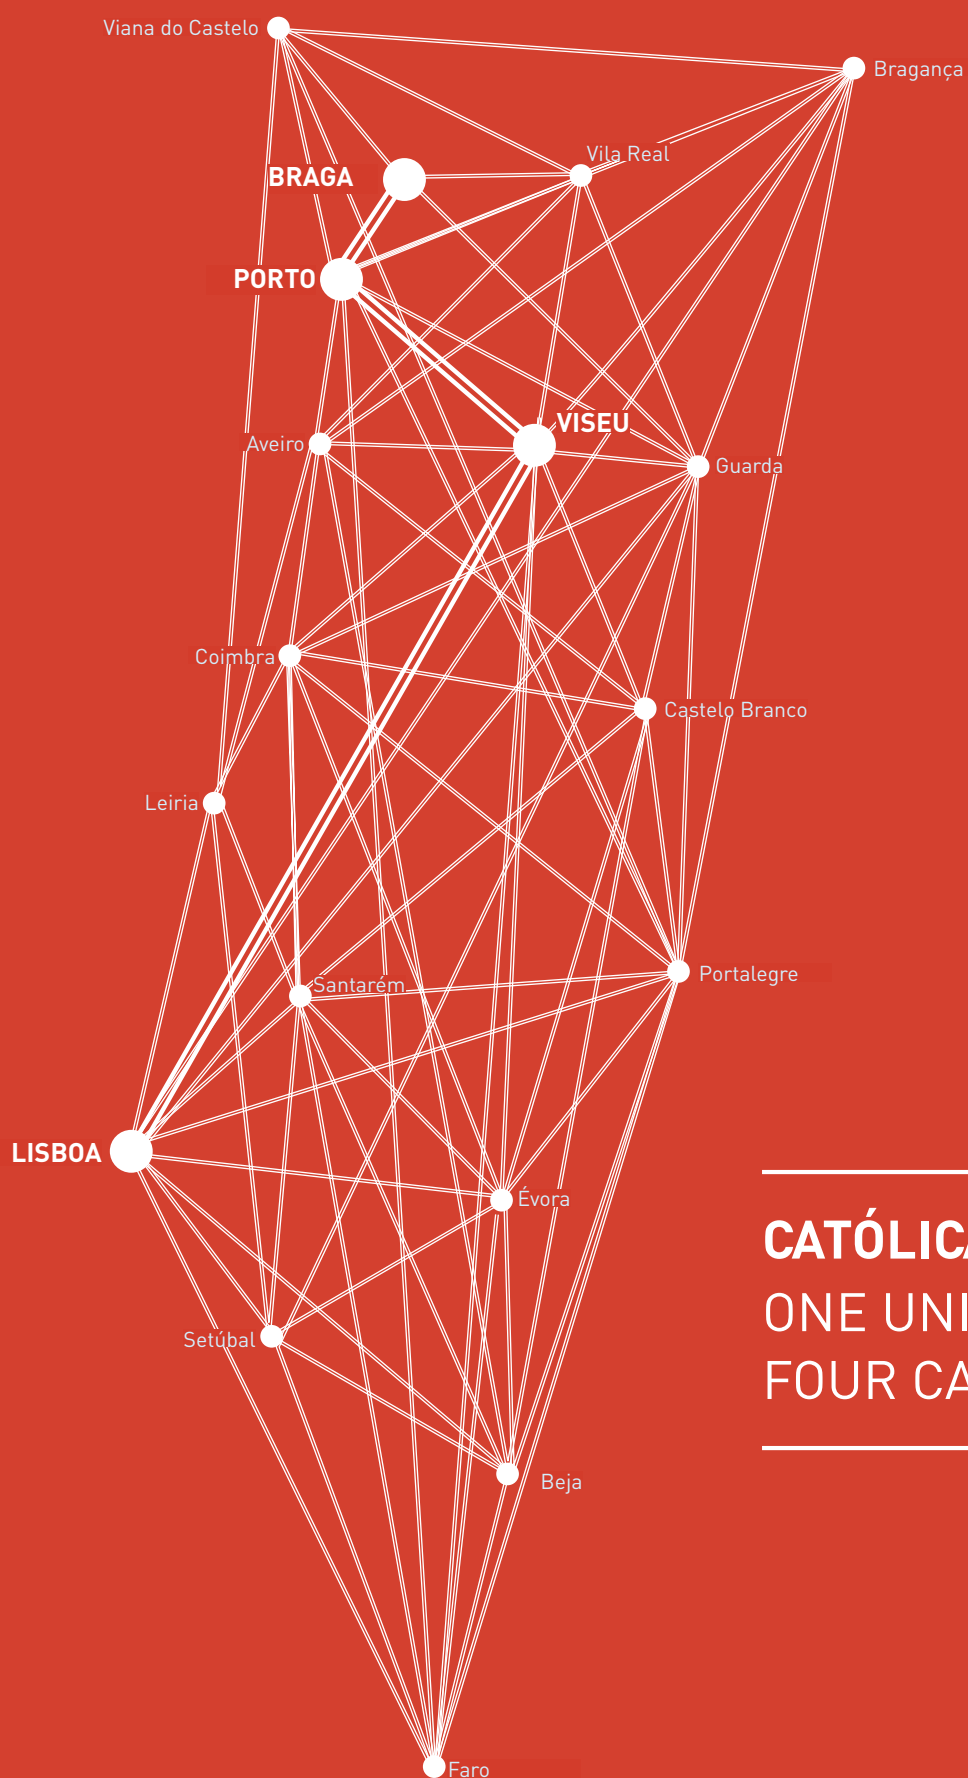 Viana do Castelo
Bragança
Vila Real
BRAGA
PORTO
VISEU
Aveiro
Guarda
Coimbra
Castelo Branco
Leiria
Portalegre
Santarém
LISBOA
Évora
CATÓLICA
ONE UNI
FOUR CA
Setúbal
Beja
Faro